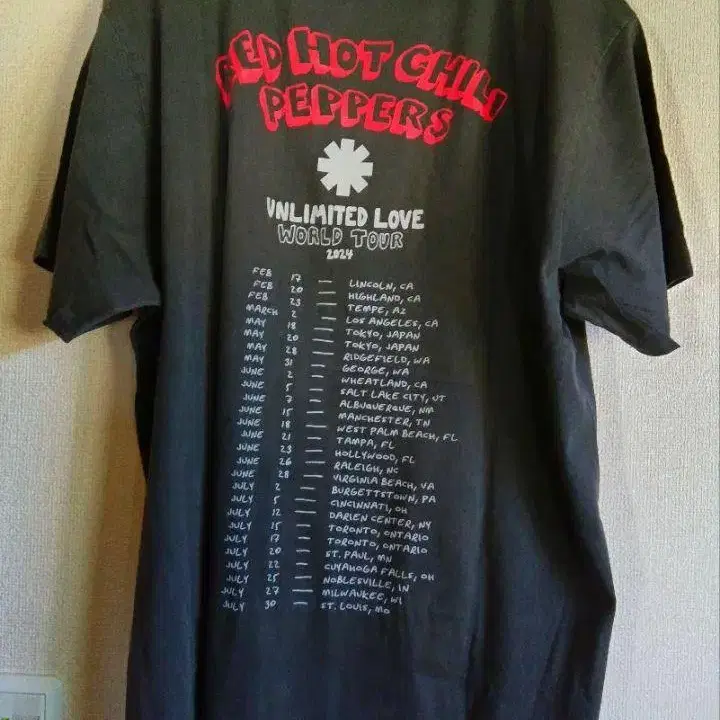 RED HOT CHILI
PEPPERS
UNLIMITED LOVE
WORLD TOUR
2024
FEB 17 — LINCOLN, CA
FEB 20 — HIGHLAND, CA
FEB 23 — TEMPE, AZ
MARCH 2 — LOS ANGELES, CA
MAY 18 — TOKYO, JAPAN
MAY 20 — TOKYO, JAPAN
MAY 28 — RIDGEFIELD, WA
MAY 31 — GEORGE, WA
JUNE 2 — WHEATLAND, CA
JUNE 5 — SALT LAKE CITY, UT
JUNE 7 — ALBUQUERQUE, NM
JUNE 15 — MANCHESTER, TN
JUNE 18 — WEST PALM BEACH, FL
JUNE 21 — TAMPA, FL
JUNE 23 — HOLLYWOOD, FL
JUNE 26 — RALEIGH, NC
JUNE 28 — VIRGINIA BEACH, VA
JULY 2 — BURGETTSTOWN, PA
JULY 5 — CINCINNATI, OH
JULY 12 — DARIEN CENTER, NY
JULY 15 — TORONTO, ONTARIO
JULY 17 — TORONTO, ONTARIO
JULY 20 — ST. PAUL, MN
JULY 22 — CUYAHOGA FALLS, OH
JULY 25 — NOBLESVILLE, IN
JULY 27 — MILWAUKEE, WI
JULY 30 — ST. LOUIS, MO